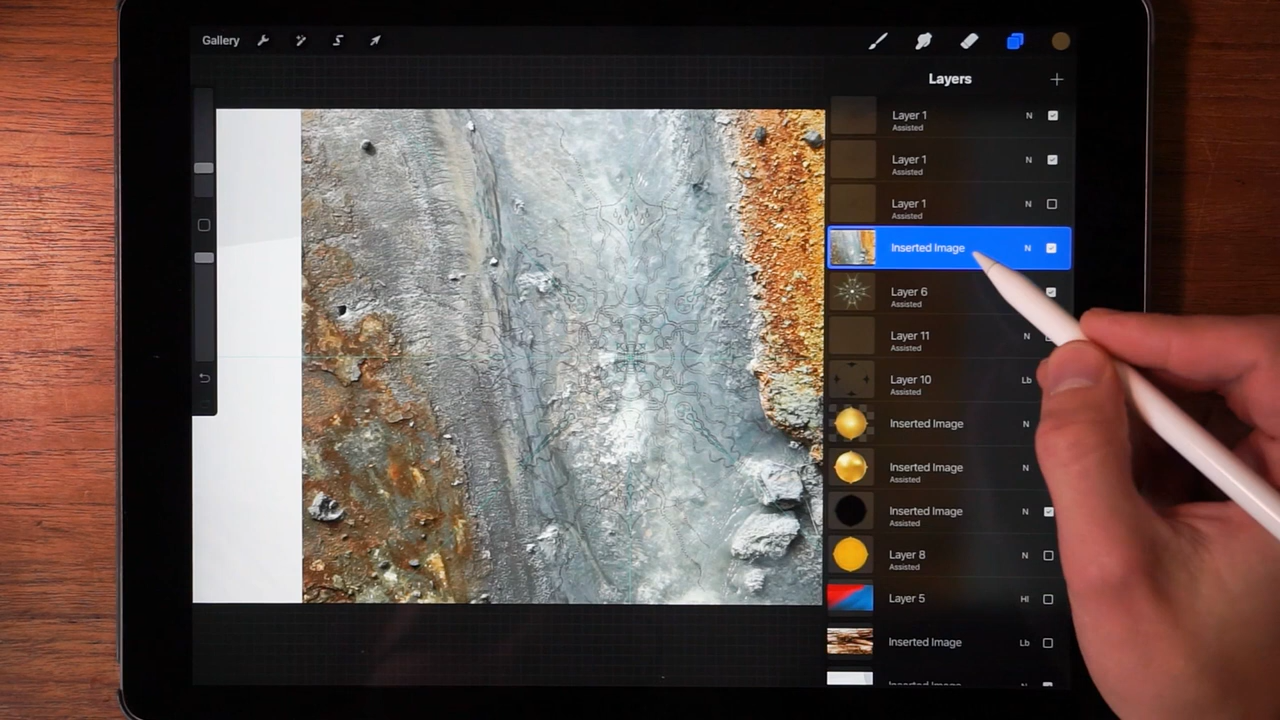 Gallery
Layers
Layer 1 N
Assisted
Layer 1 N
Assisted
Layer 1 N
Assisted
Inserted Image N
Layer 6
Assisted
Layer 11 N
Assisted
Layer 10 Lb
Assisted
Inserted Image N
Inserted Image N
Assisted
Inserted Image N
Assisted
Layer 8 N
Assisted
Layer 5 Hl
Inserted Image Lb
Inserted Image N